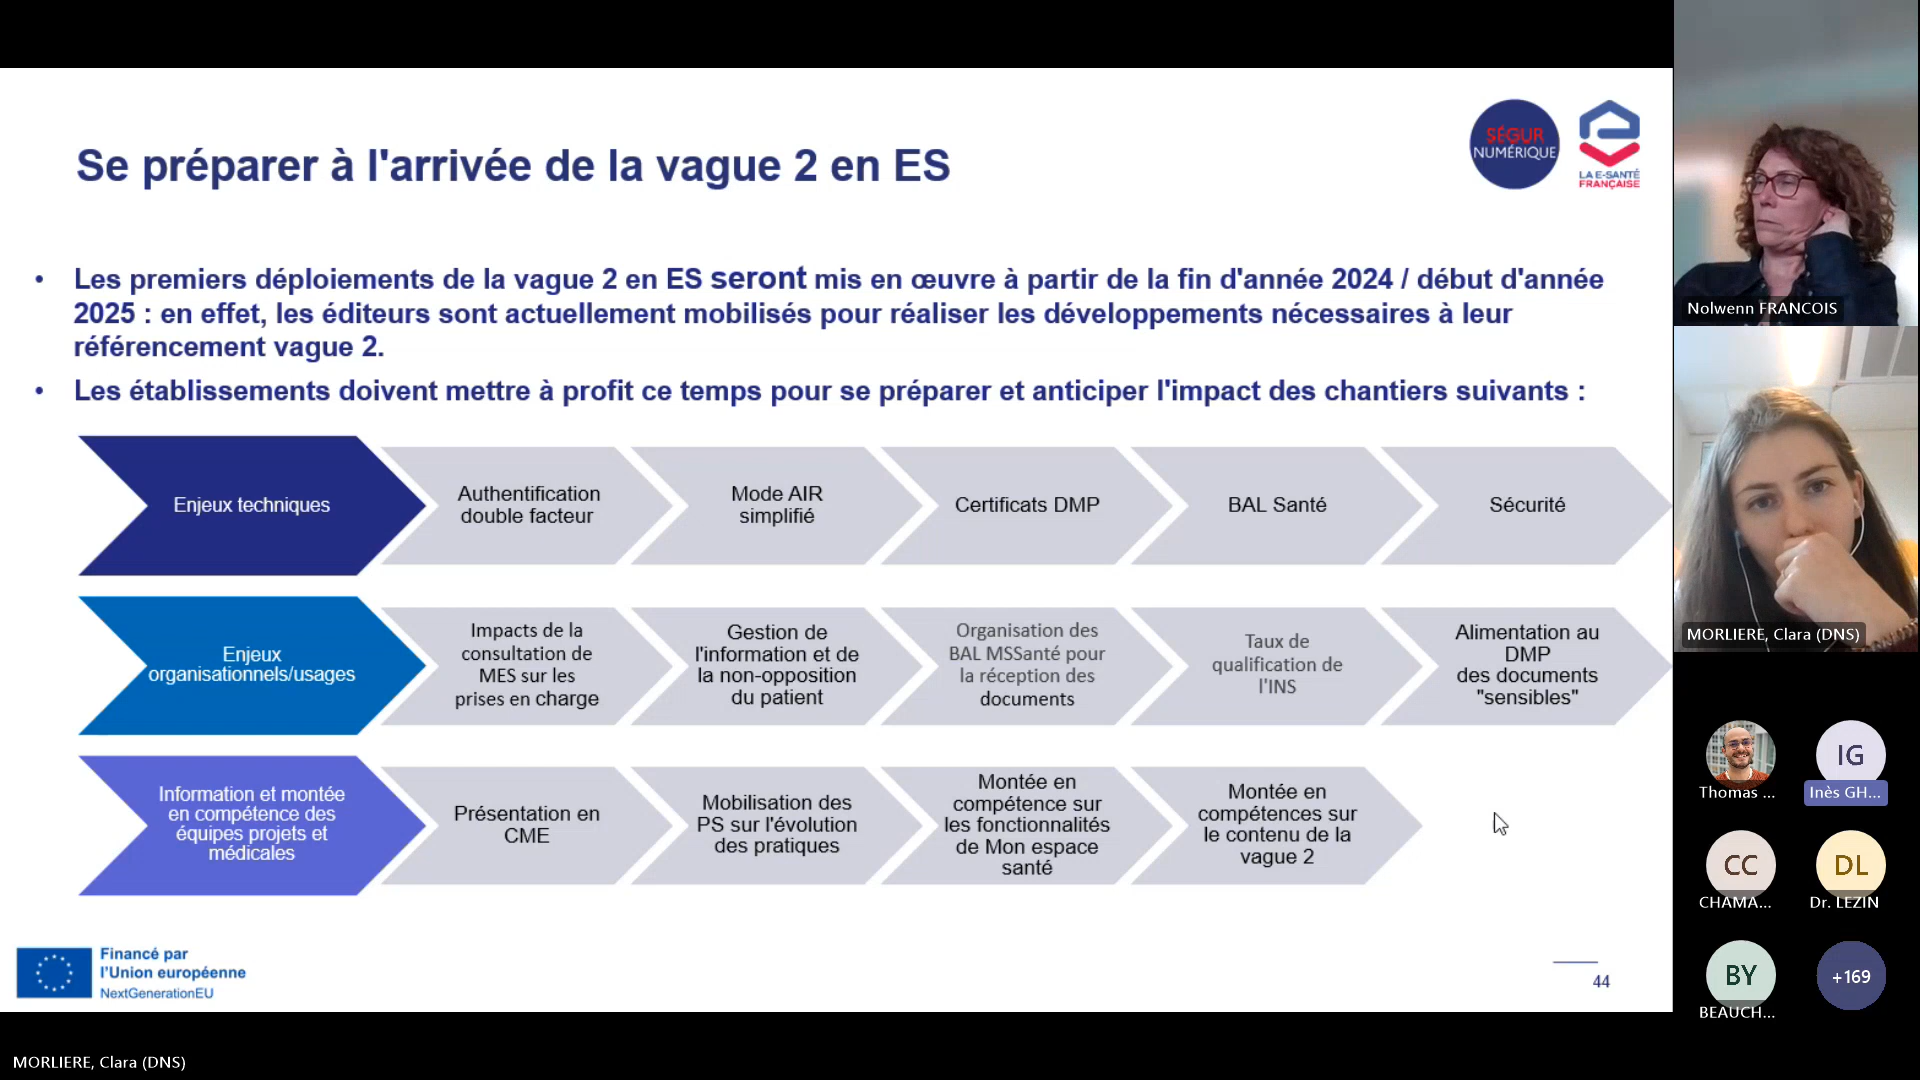 Se préparer à l'arrivée de la vague 2 en ES
SÉGUR
NUMÉRIQUE
LA E-SANTÉ
FRANÇAISE
• Les premiers déploiements de la vague 2 en ES seront mis en œuvre à partir de la fin d'année 2024 / début d'année
2025 : en effet, les éditeurs sont actuellement mobilisés pour réaliser les développements nécessaires à leur
référencement vague 2.
• Les établissements doivent mettre à profit ce temps pour se préparer et anticiper l'impact des chantiers suivants :
Enjeux techniques
Authentification
double facteur
Mode AIR
simplifié
Certificats DMP
BAL Santé
Sécurité
Enjeux
organisationnels/usages
Impacts de la
consultation de
MES sur les
prises en charge
Gestion de
l'information et de
la non-opposition
du patient
Organisation des
BAL MSSanté pour
la réception des
documents
Taux de
qualification de
l'INS
Alimentation au
DMP
des documents
"sensibles"
Information et montée
en compétence des
équipes projets et
médicales
Présentation en
CME
Mobilisation des
PS sur l'évolution
des pratiques
Montée en
compétence sur
les fonctionnalités
de Mon espace
santé
Montée en
compétences sur
le contenu de la
vague 2
Financé par
l'Union européenne
NextGenerationEU
44
MORLIERE, Clara (DNS)
Nolwenn FRANCOIS
MORLIERE, Clara (DNS)
Thomas ...
IG
Inès GH...
CC
CHAMA...
DL
Dr. LEZIN
BY
BEAUCH...
+169